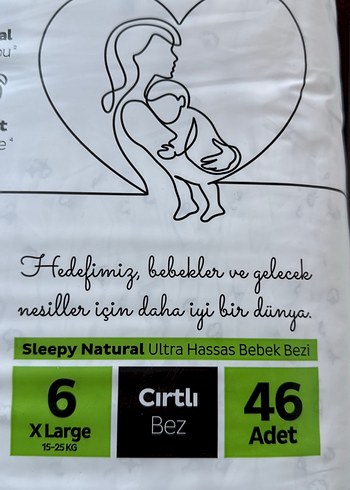 Hedefimiz, bebekler ve gelecek
nesiller için daha iyi bir dünya.
Sleepy Natural Ultra Hassas Bebek Bezi
6
X Large
15-25 KG
Cırtlı
Bez
46
Adet